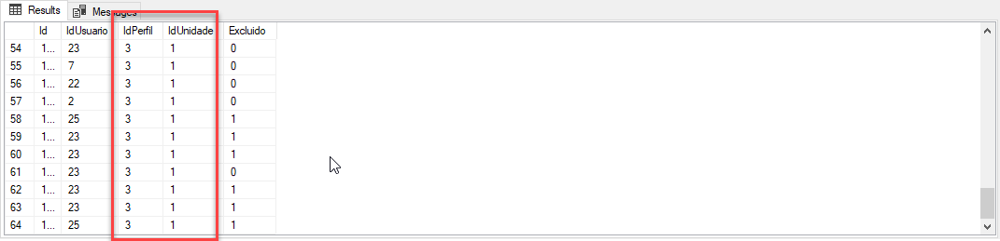 Results Messages
Id IdUsuario IdPerfil IdUnidade Excluido
54 1... 23 3 1 0
55 1... 7 3 1 0
56 1... 22 3 1 0
57 1... 2 3 1 0
58 1... 25 3 1 1
59 1... 23 3 1 1
60 1... 23 3 1 1
61 1... 23 3 1 0
62 1... 23 3 1 1
63 1... 23 3 1 1
64 1... 25 3 1 1